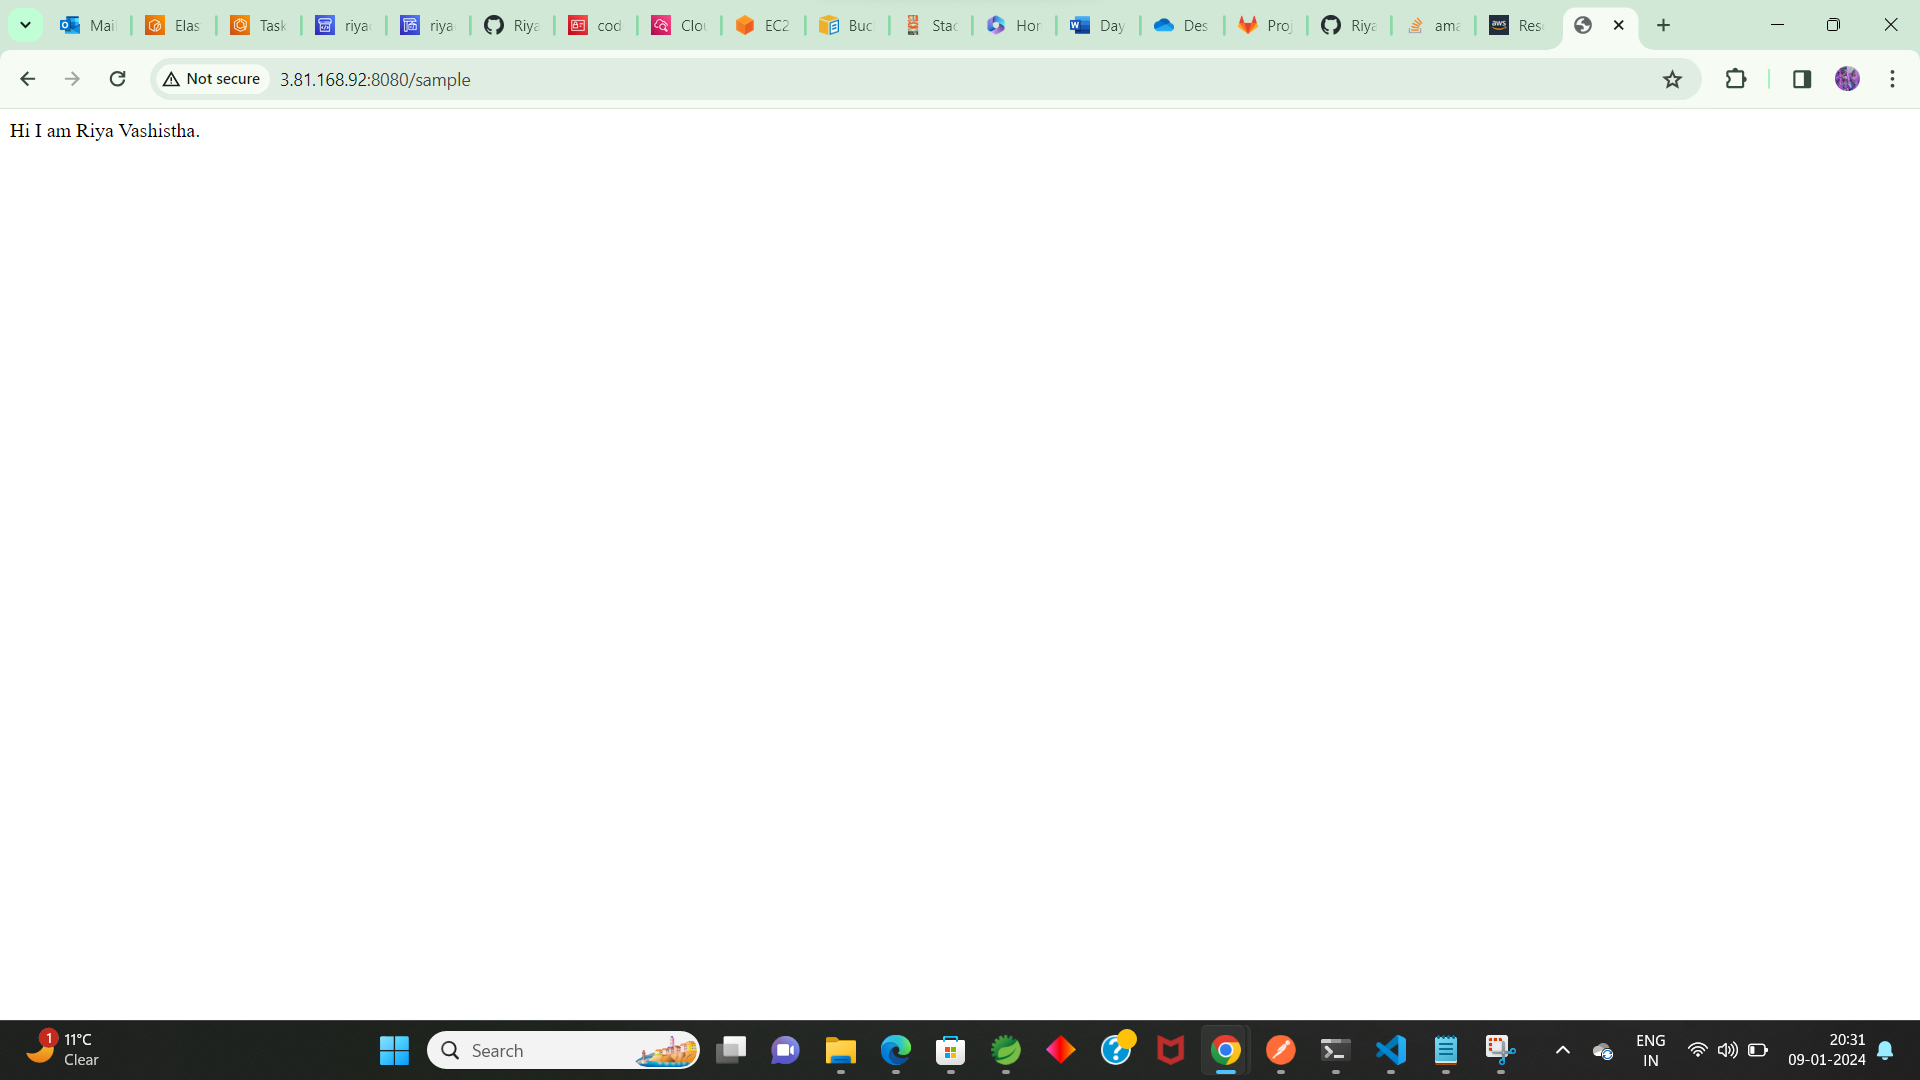 Mai
Elas
Task
riya
riya
Riya
cod
Clou
EC2
Buc
Stac
Hor
Day
Des
Proj
Riya
ama
aws
Res
Not secure
3.81.168.92:8080/sample
Hi I am Riya Vashistha.
1
11°C
Clear
Search
ENG
IN
20:31
09-01-2024